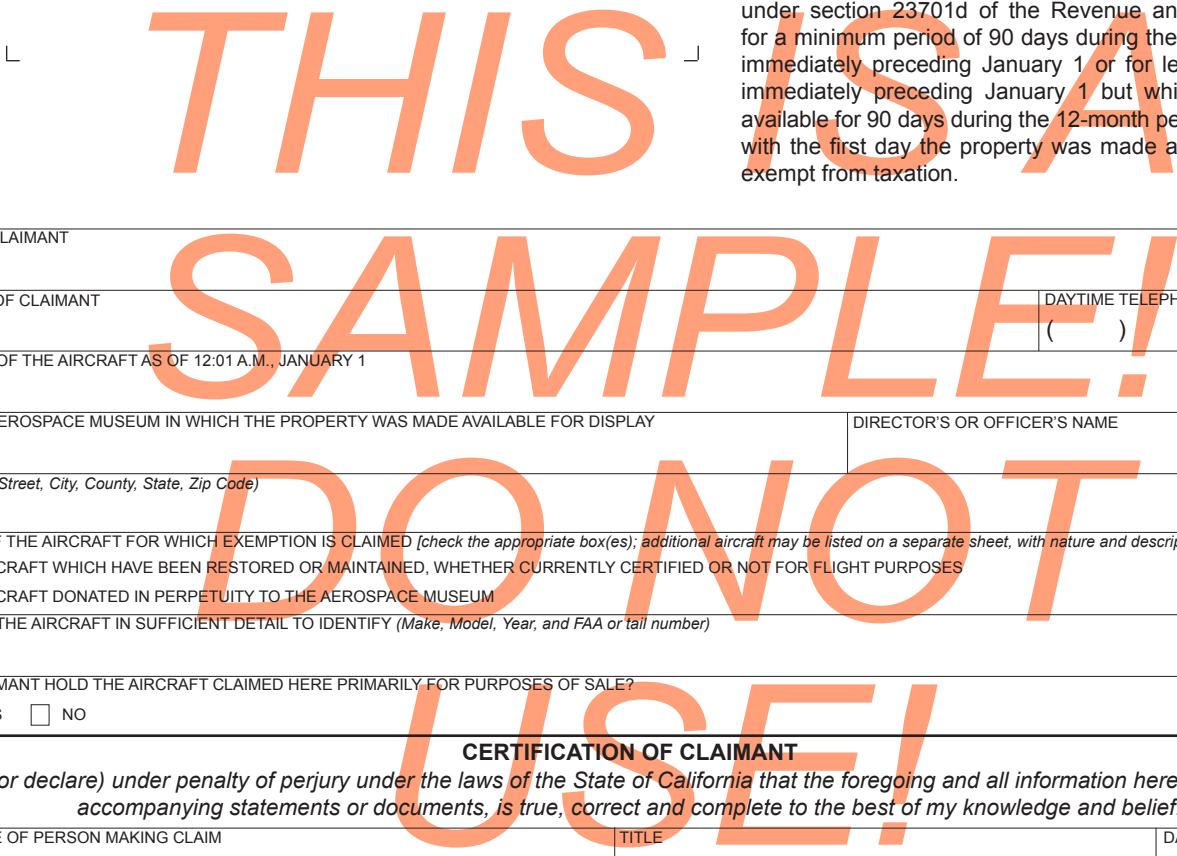 under section 23701d of the Revenue an
for a minimum period of 90 days during the
immediately preceding January 1 or for le
immediately preceding January 1 but whi
available for 90 days during the 12-month pe
with the first day the property was made a
exempt from taxation.
THIS IS A
LAIMANT
OF CLAIMANT
DAYTIME TELEPH
( )
SAMPLE!
OF THE AIRCRAFT AS OF 12:01 A.M., JANUARY 1
EROSPACE MUSEUM IN WHICH THE PROPERTY WAS MADE AVAILABLE FOR DISPLAY
DIRECTOR'S OR OFFICER'S NAME
Street, City, County, State, Zip Code)
DO NOT
THE AIRCRAFT FOR WHICH EXEMPTION IS CLAIMED [check the appropriate box(es); additional aircraft may be listed on a separate sheet, with nature and descrip
CRAFT WHICH HAVE BEEN RESTORED OR MAINTAINED, WHETHER CURRENTLY CERTIFIED OR NOT FOR FLIGHT PURPOSES
CRAFT DONATED IN PERPETUITY TO THE AEROSPACE MUSEUM
THE AIRCRAFT IN SUFFICIENT DETAIL TO IDENTIFY (Make, Model, Year, and FAA or tail number)
MANT HOLD THE AIRCRAFT CLAIMED HERE PRIMARILY FOR PURPOSES OF SALE?
S NO
USE!
CERTIFICATION OF CLAIMANT
or declare) under penalty of perjury under the laws of the State of California that the foregoing and all information here
accompanying statements or documents, is true, correct and complete to the best of my knowledge and belief.
E OF PERSON MAKING CLAIM
TITLE
DA